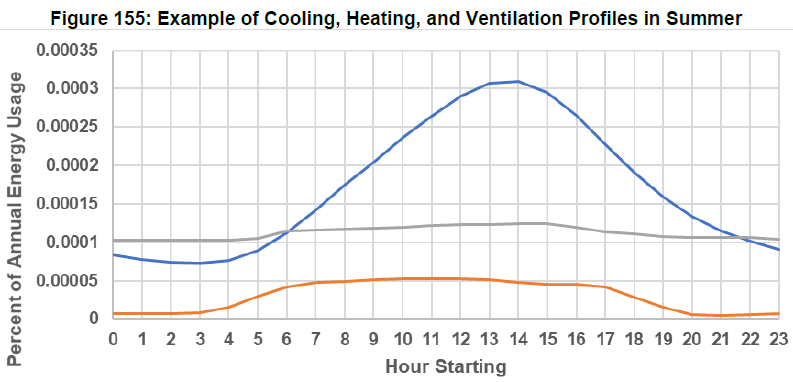 Figure 155: Example of Cooling, Heating, and Ventilation Profiles in Summer
Percent of Annual Energy Usage
0.00035
0.0003
0.00025
0.0002
0.00015
0.0001
0.00005
0
0 1 2 3 4 5 6 7 8 9 10 11 12 13 14 15 16 17 18 19 20 21 22 23
Hour Starting